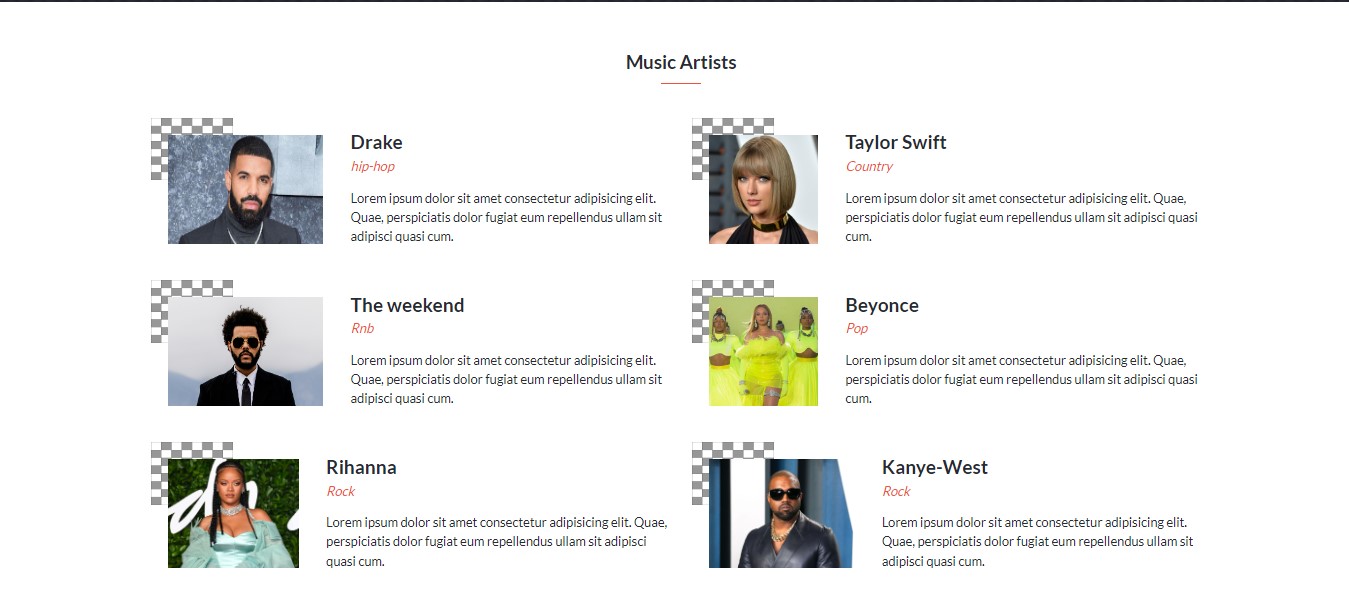 Music Artists
Drake
hip-hop
Lorem ipsum dolor sit amet consectetur adipisicing elit.
Quae, perspiciatis dolor fugiat eum repellendus ullam sit
adipisci quasi cum.
Taylor Swift
Country
Lorem ipsum dolor sit amet consectetur adipisicing elit. Quae,
perspiciatis dolor fugiat eum repellendus ullam sit adipisci quasi
cum.
The weekend
Rnb
Lorem ipsum dolor sit amet consectetur adipisicing elit.
Quae, perspiciatis dolor fugiat eum repellendus ullam sit
adipisci quasi cum.
Beyonce
Pop
Lorem ipsum dolor sit amet consectetur adipisicing elit. Quae,
perspiciatis dolor fugiat eum repellendus ullam sit adipisci quasi
cum.
Rihanna
Rock
Lorem ipsum dolor sit amet consectetur adipisicing elit. Quae,
perspiciatis dolor fugiat eum repellendus ullam sit adipisci
quasi cum.
Kanye-West
Rock
Lorem ipsum dolor sit amet consectetur adipisicing elit.
Quae, perspiciatis dolor fugiat eum repellendus ullam sit
adipisci quasi cum.